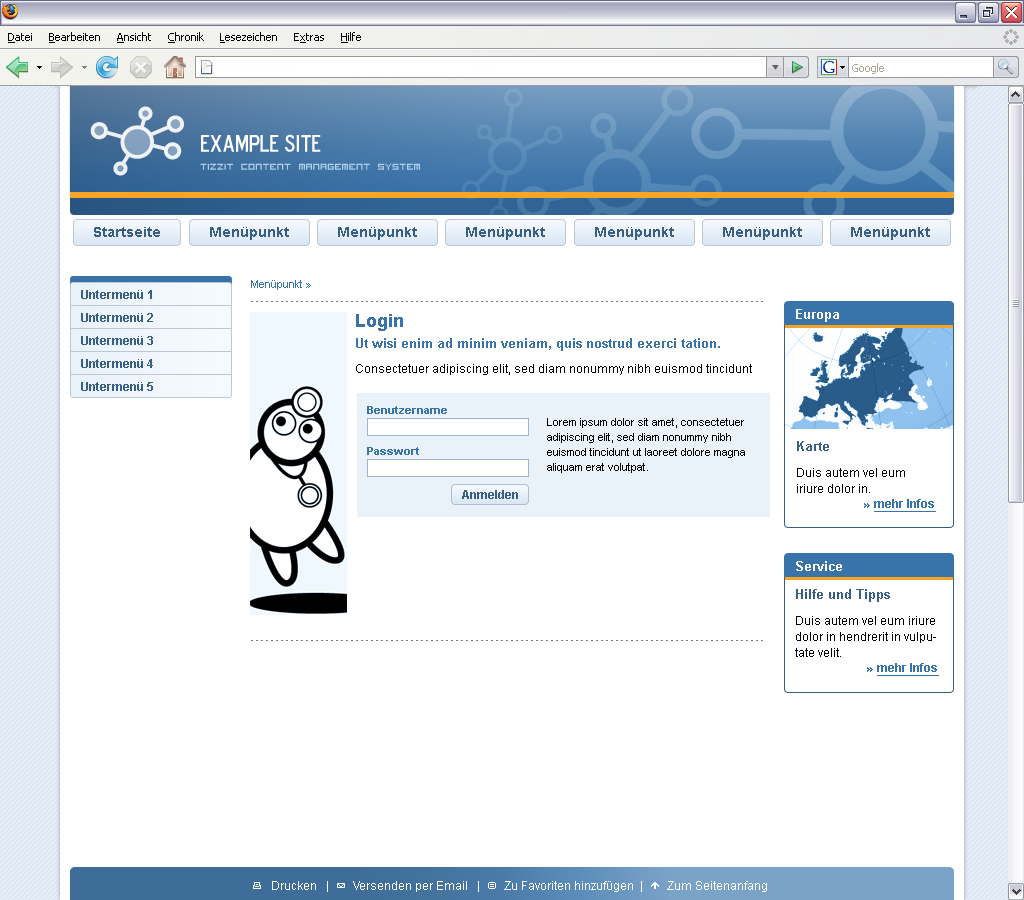 Datei Bearbeiten Ansicht Chronik Lesezeichen Extras Hilfe
G Google
EXAMPLE SITE
TIZZIT CONTENT MANAGEMENT SYSTEM
Startseite Menüpunkt Menüpunkt Menüpunkt Menüpunkt Menüpunkt Menüpunkt
Untermenü 1
Untermenü 2
Untermenü 3
Untermenü 4
Untermenü 5
Menüpunkt »
Login
Ut wisi enim ad minim veniam, quis nostrud exerci tation.
Consectetuer adipiscing elit, sed diam nonummy nibh euismod tincidunt
Benutzername
Passwort
Anmelden
Lorem ipsum dolor sit amet, consectetuer
adipiscing elit, sed diam nonummy nibh
euismod tincidunt ut laoreet dolore magna
aliquam erat volutpat.
Europa
Karte
Duis autem vel eum
iriure dolor in.
» mehr Infos
Service
Hilfe und Tipps
Duis autem vel eum iriure
dolor in hendrerit in vulpu-
tate velit.
» mehr Infos
Drucken | Versenden per Email | Zu Favoriten hinzufügen | Zum Seitenanfang